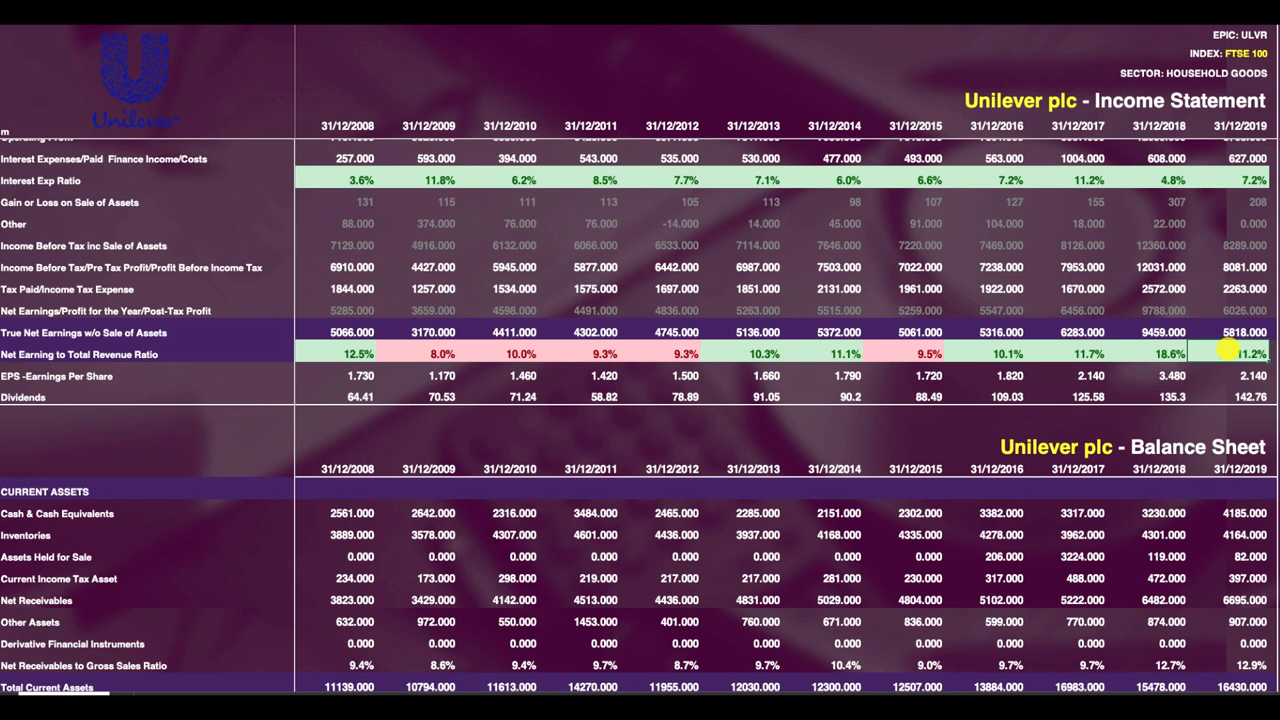 Unilever
EPIC: ULVR
INDEX: FTSE 100
SECTOR: HOUSEHOLD GOODS
Unilever plc - Income Statement
m 31/12/2008 31/12/2009 31/12/2010 31/12/2011 31/12/2012 31/12/2013 31/12/2014 31/12/2015 31/12/2016 31/12/2017 31/12/2018 31/12/2019
Interest Expenses/Paid Finance Income/Costs 257.000 593.000 394.000 543.000 535.000 530.000 477.000 493.000 563.000 1004.000 608.000 627.000
Interest Exp Ratio 3.6% 11.8% 6.2% 8.5% 7.7% 7.1% 6.0% 6.6% 7.2% 11.2% 4.8% 7.2%
Gain or Loss on Sale of Assets 131 115 111 113 105 113 98 107 127 155 307 208
Other 88.000 374.000 76.000 76.000 -14.000 14.000 45.000 91.000 104.000 18.000 22.000 0.000
Income Before Tax inc Sale of Assets 7129.000 4916.000 6132.000 6066.000 6533.000 7114.000 7646.000 7220.000 7469.000 8126.000 12360.000 8289.000
Income Before Tax/Pre Tax Profit/Profit Before Income Tax 6910.000 4427.000 5945.000 5877.000 6442.000 6987.000 7503.000 7022.000 7238.000 7953.000 12031.000 8081.000
Tax Paid/Income Tax Expense 1844.000 1257.000 1534.000 1575.000 1697.000 1851.000 2131.000 1961.000 1922.000 1670.000 2572.000 2263.000
Net Earnings/Profit for the Year/Post-Tax Profit 5285.000 3659.000 4598.000 4491.000 4836.000 5263.000 5515.000 5259.000 5547.000 6456.000 9788.000 6026.000
True Net Earnings w/o Sale of Assets 5066.000 3170.000 4411.000 4302.000 4745.000 5136.000 5372.000 5061.000 5316.000 6283.000 9459.000 5818.000
Net Earning to Total Revenue Ratio 12.5% 8.0% 10.0% 9.3% 9.3% 10.3% 11.1% 9.5% 10.1% 11.7% 18.6% 11.2%
EPS -Earnings Per Share 1.730 1.170 1.460 1.420 1.500 1.660 1.790 1.720 1.820 2.140 3.480 2.140
Dividends 64.41 70.53 71.24 58.82 78.89 91.05 90.2 88.49 109.03 125.58 135.3 142.76
Unilever plc - Balance Sheet
31/12/2008 31/12/2009 31/12/2010 31/12/2011 31/12/2012 31/12/2013 31/12/2014 31/12/2015 31/12/2016 31/12/2017 31/12/2018 31/12/2019
CURRENT ASSETS
Cash & Cash Equivalents 2561.000 2642.000 2316.000 3484.000 2465.000 2285.000 2151.000 2302.000 3382.000 3317.000 3230.000 4185.000
Inventories 3889.000 3578.000 4307.000 4601.000 4436.000 3937.000 4168.000 4335.000 4278.000 3962.000 4301.000 4164.000
Assets Held for Sale 0.000 0.000 0.000 0.000 0.000 0.000 0.000 0.000 206.000 3224.000 119.000 82.000
Current Income Tax Asset 234.000 173.000 298.000 219.000 217.000 217.000 281.000 230.000 317.000 488.000 472.000 397.000
Net Receivables 3823.000 3429.000 4142.000 4513.000 4436.000 4831.000 5029.000 4804.000 5102.000 5222.000 6482.000 6695.000
Other Assets 632.000 972.000 550.000 1453.000 401.000 760.000 671.000 836.000 599.000 770.000 874.000 907.000
Derivative Financial Instruments 0.000 0.000 0.000 0.000 0.000 0.000 0.000 0.000 0.000 0.000 0.000 0.000
Net Receivables to Gross Sales Ratio 9.4% 8.6% 9.4% 9.7% 8.7% 9.7% 10.4% 9.0% 9.7% 9.7% 12.7% 12.9%
Total Current Assets 11139.000 10794.000 11613.000 14270.000 11955.000 12030.000 12300.000 12507.000 13884.000 16983.000 15478.000 16430.000